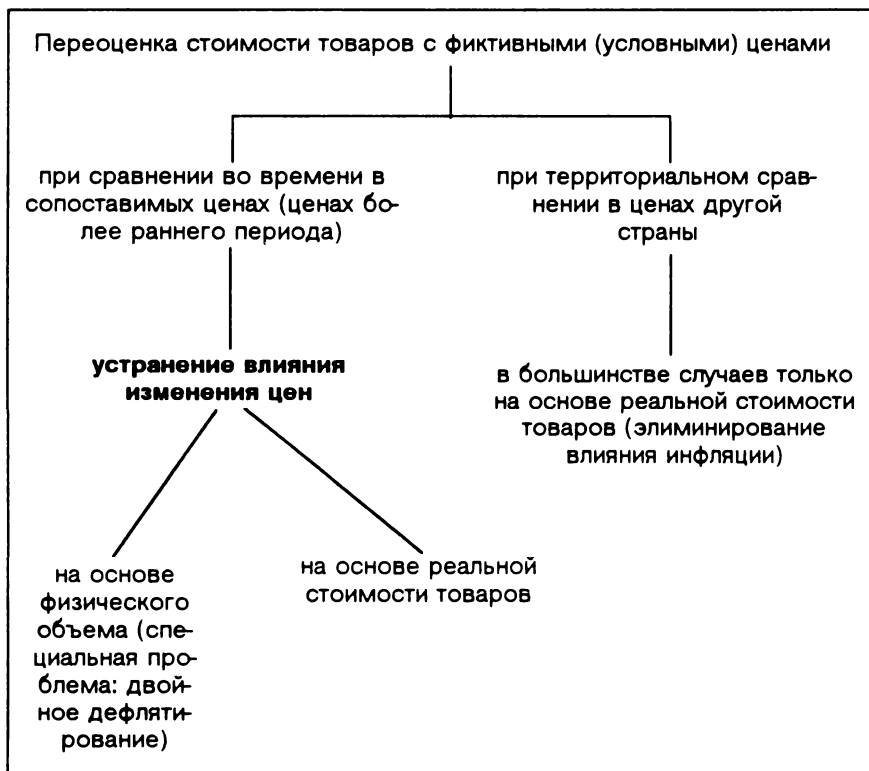 Переоценка стоимости товаров с фиктивными (условными) ценами
при сравнении во времени в
сопоставимых ценах (ценах бо-
лее раннего периода)
при территориальном срав-
нении в ценах другой
страны
устранение влияния
изменения цен
в большинстве случаев только
на основе реальной стоимости
товаров (элиминирование
влияния инфляции)
на основе
физического
объема (спе-
циальная про-
блема: двой-
ное дефляти-
рование)
на основе реальной
стоимости товаров